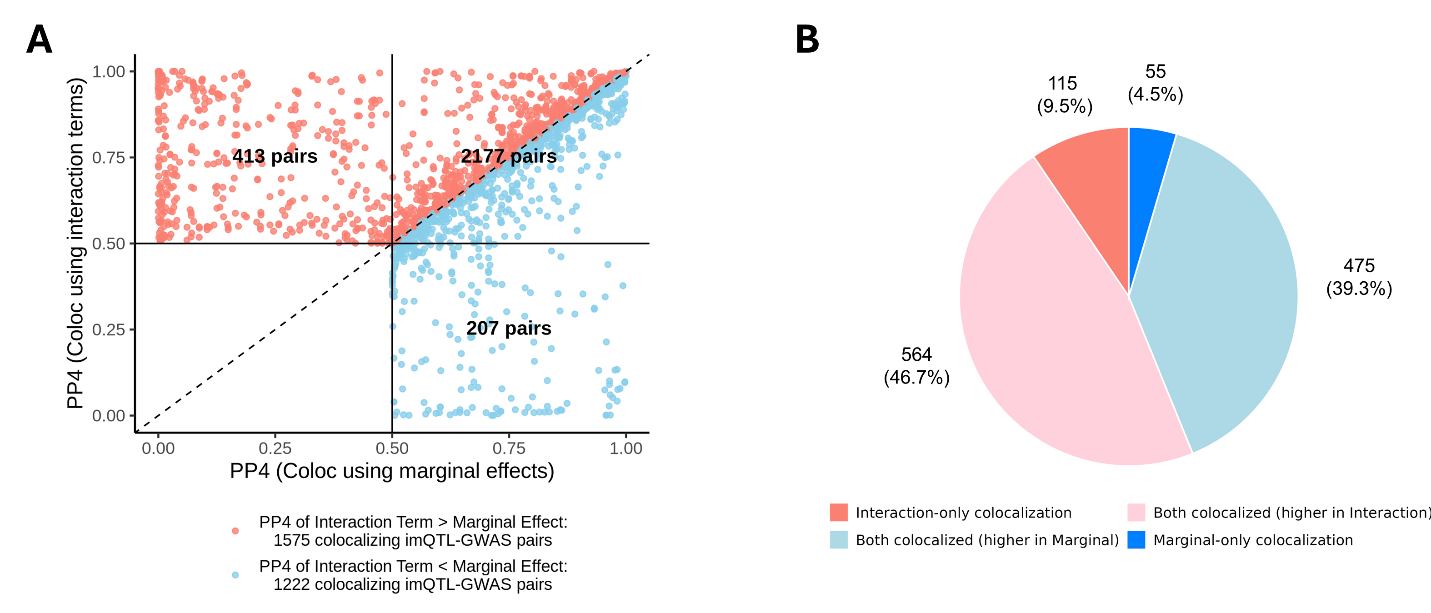 A
PP4 (Coloc using interaction terms)
1.00
0.75
0.50
0.25
0.00
413 pairs
2177 pairs
207 pairs
0.00 0.25 0.50 0.75 1.00
PP4 (Coloc using marginal effects)
PP4 of Interaction Term > Marginal Effect:
1575 colocalizing imQTL-GWAS pairs
PP4 of Interaction Term < Marginal Effect:
1222 colocalizing imQTL-GWAS pairs
B
115
(9.5%)
55
(4.5%)
475
(39.3%)
564
(46.7%)
Interaction-only colocalization
Both colocalized (higher in Interaction)
Both colocalized (higher in Marginal)
Marginal-only colocalization